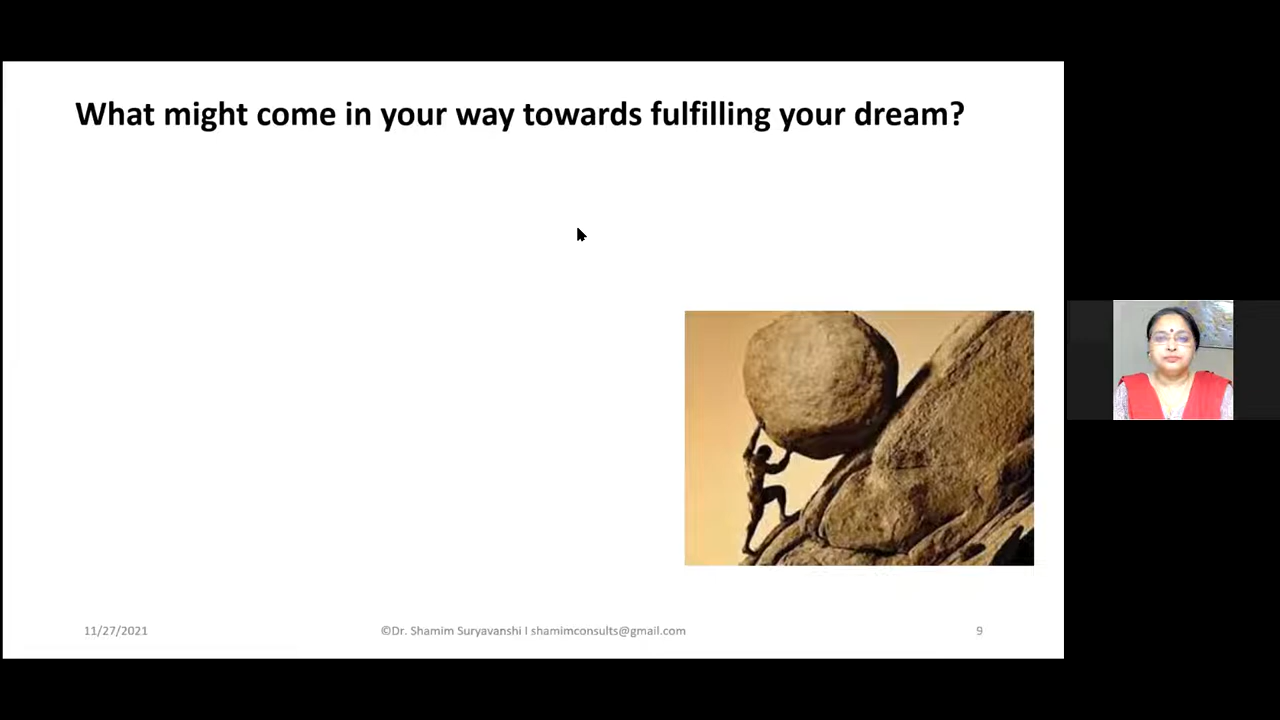 What might come in your way towards fulfilling your dream?
11/27/2021
©Dr. Shamim Suryavanshi I shamimconsults@gmail.com
9